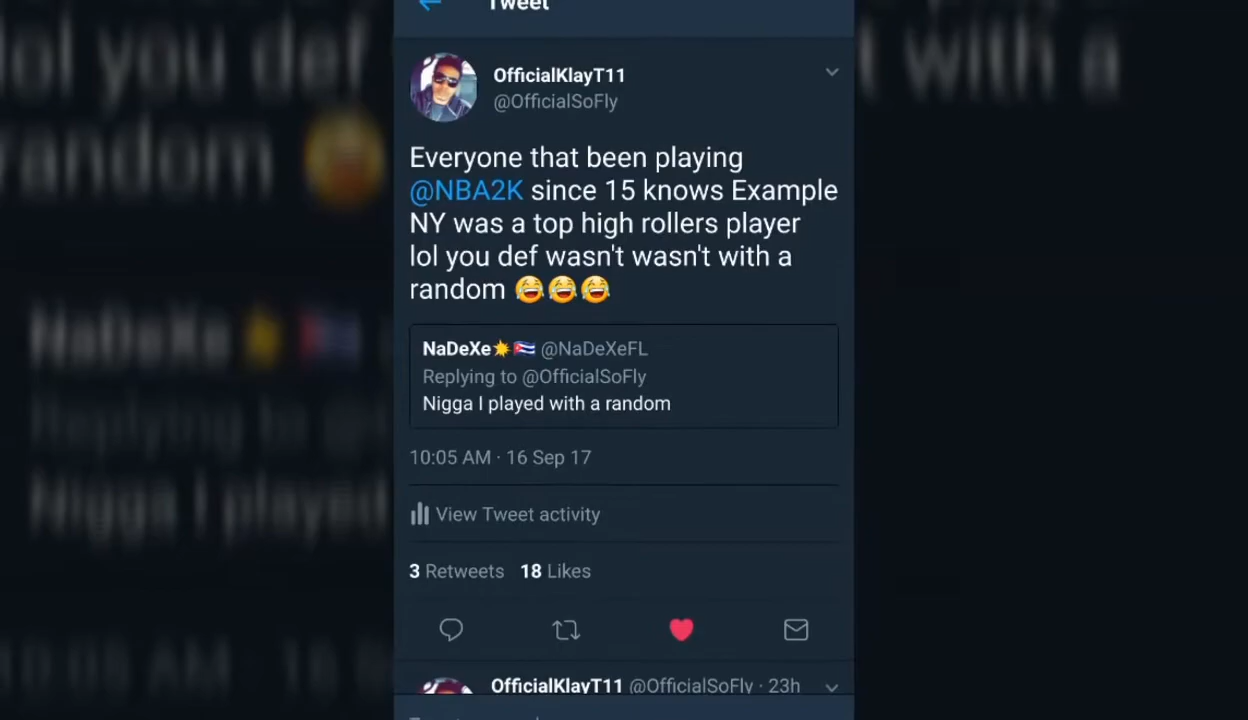 Tweet
OfficialKlayT11
@OfficialSoFly
Everyone that been playing
@NBA2K since 15 knows Example
NY was a top high rollers player
lol you def wasn't wasn't with a
random 😂😂😂
NaDeXe☀️🇨🇺 @NaDeXeFL
Replying to @OfficialSoFly
Nigga I played with a random
10:05 AM · 16 Sep 17
View Tweet activity
3 Retweets 18 Likes
OfficialKlayT11 @OfficialSoFly · 23h